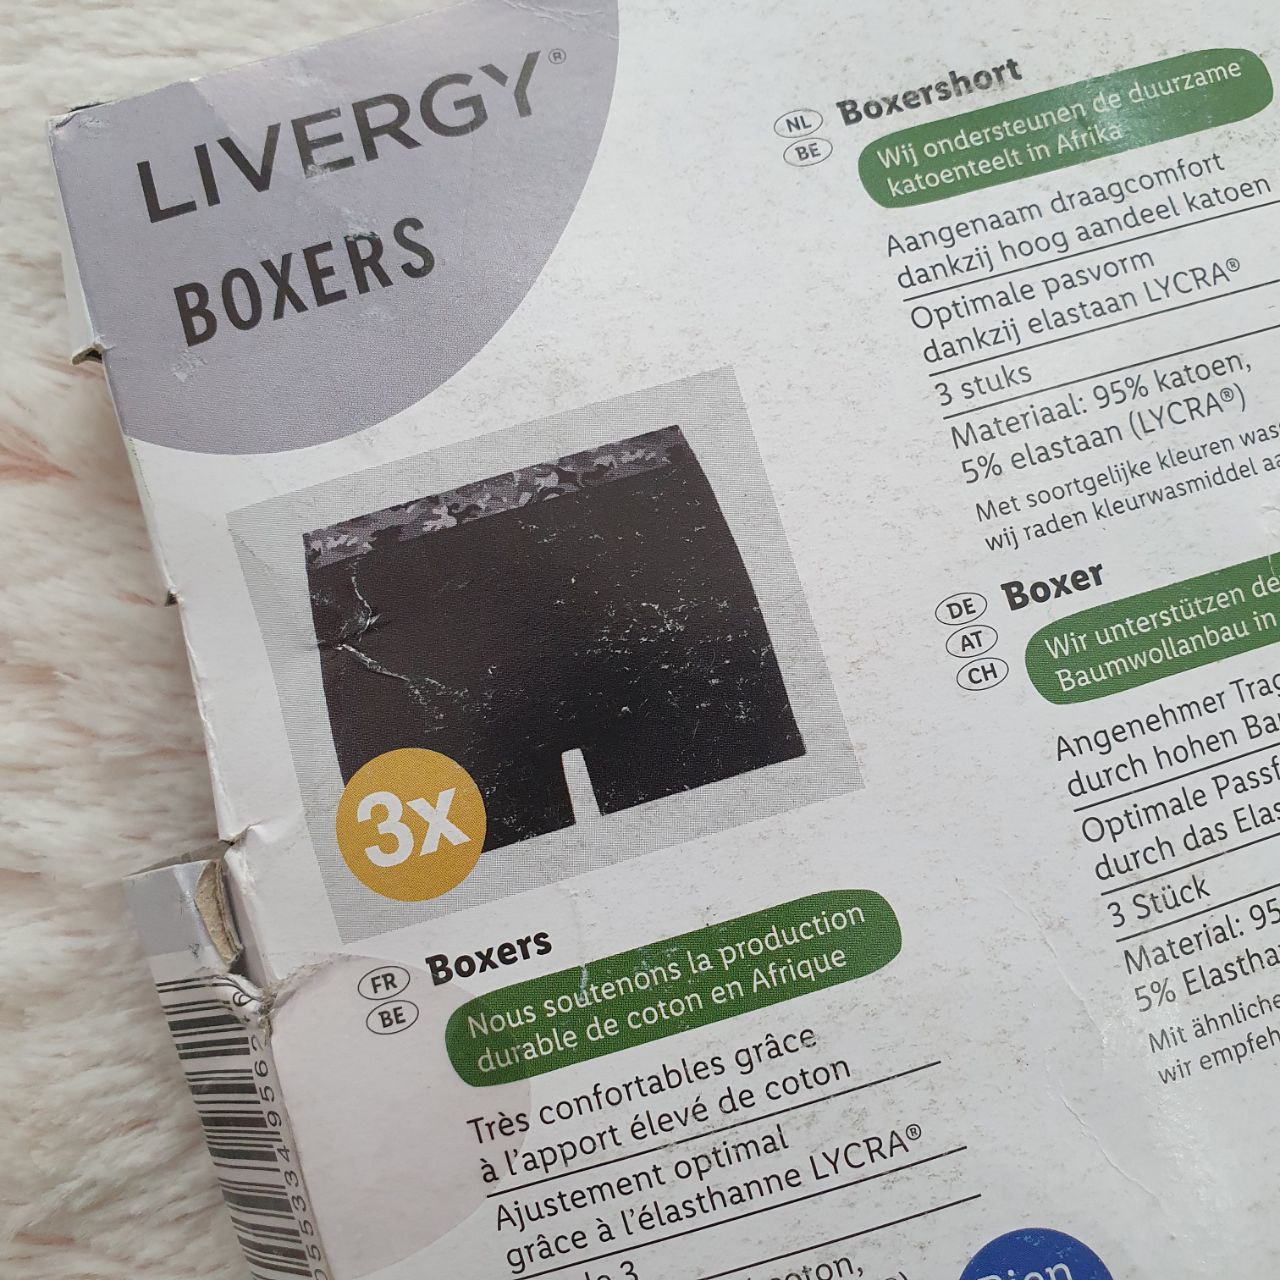 LIVERGY®
BOXERS
NL
BE
Boxershort
Wij ondersteunen de duurzame
katoenteelt in Afrika
Aangenaam draagcomfort
dankzij hoog aandeel katoen
Optimale pasvorm
dankzij elastaan LYCRA®
3 stuks
Materiaal: 95% katoen,
5% elastaan (LYCRA®)
Met soortgelijke kleuren
wij raden kleurwasmiddel
DE
AT
CH
Boxer
Wir unterstützen
Baumwollanbau in
Angenehmer
durch hohen
Optimale
durch das
3 Stück
Material:
5%
Mit
wir
3x
FR
BE
Boxers
Nous soutenons la production
durable de coton en Afrique
Très confortables grâce
à l'apport élevé de coton
Ajustement optimal
grâce à l'élasthanne LYCRA®
3
coton,
Bien